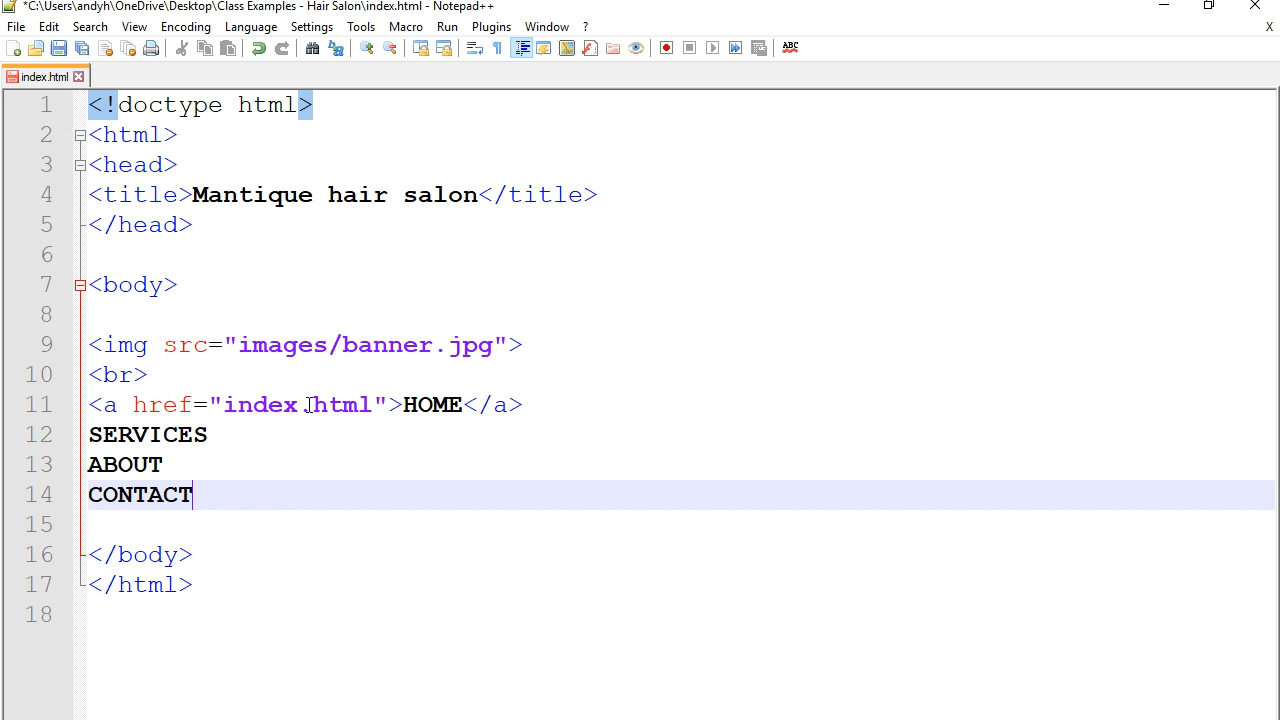 *C:\Users\andyh\OneDrive\Desktop\Class Examples - Hair Salon\index.html - Notepad++
File Edit Search View Encoding Language Settings Tools Macro Run Plugins Window ? X
ABC
index.html
1 <!doctype html>
2 <html>
3 <head>
4 <title>Mantique hair salon</title>
5 </head>
6
7 <body>
8
9 <img src="images/banner.jpg">
10 <br>
11 <a href="index.html">HOME</a>
12 SERVICES
13 ABOUT
14 CONTACT
15
16 </body>
17 </html>
18